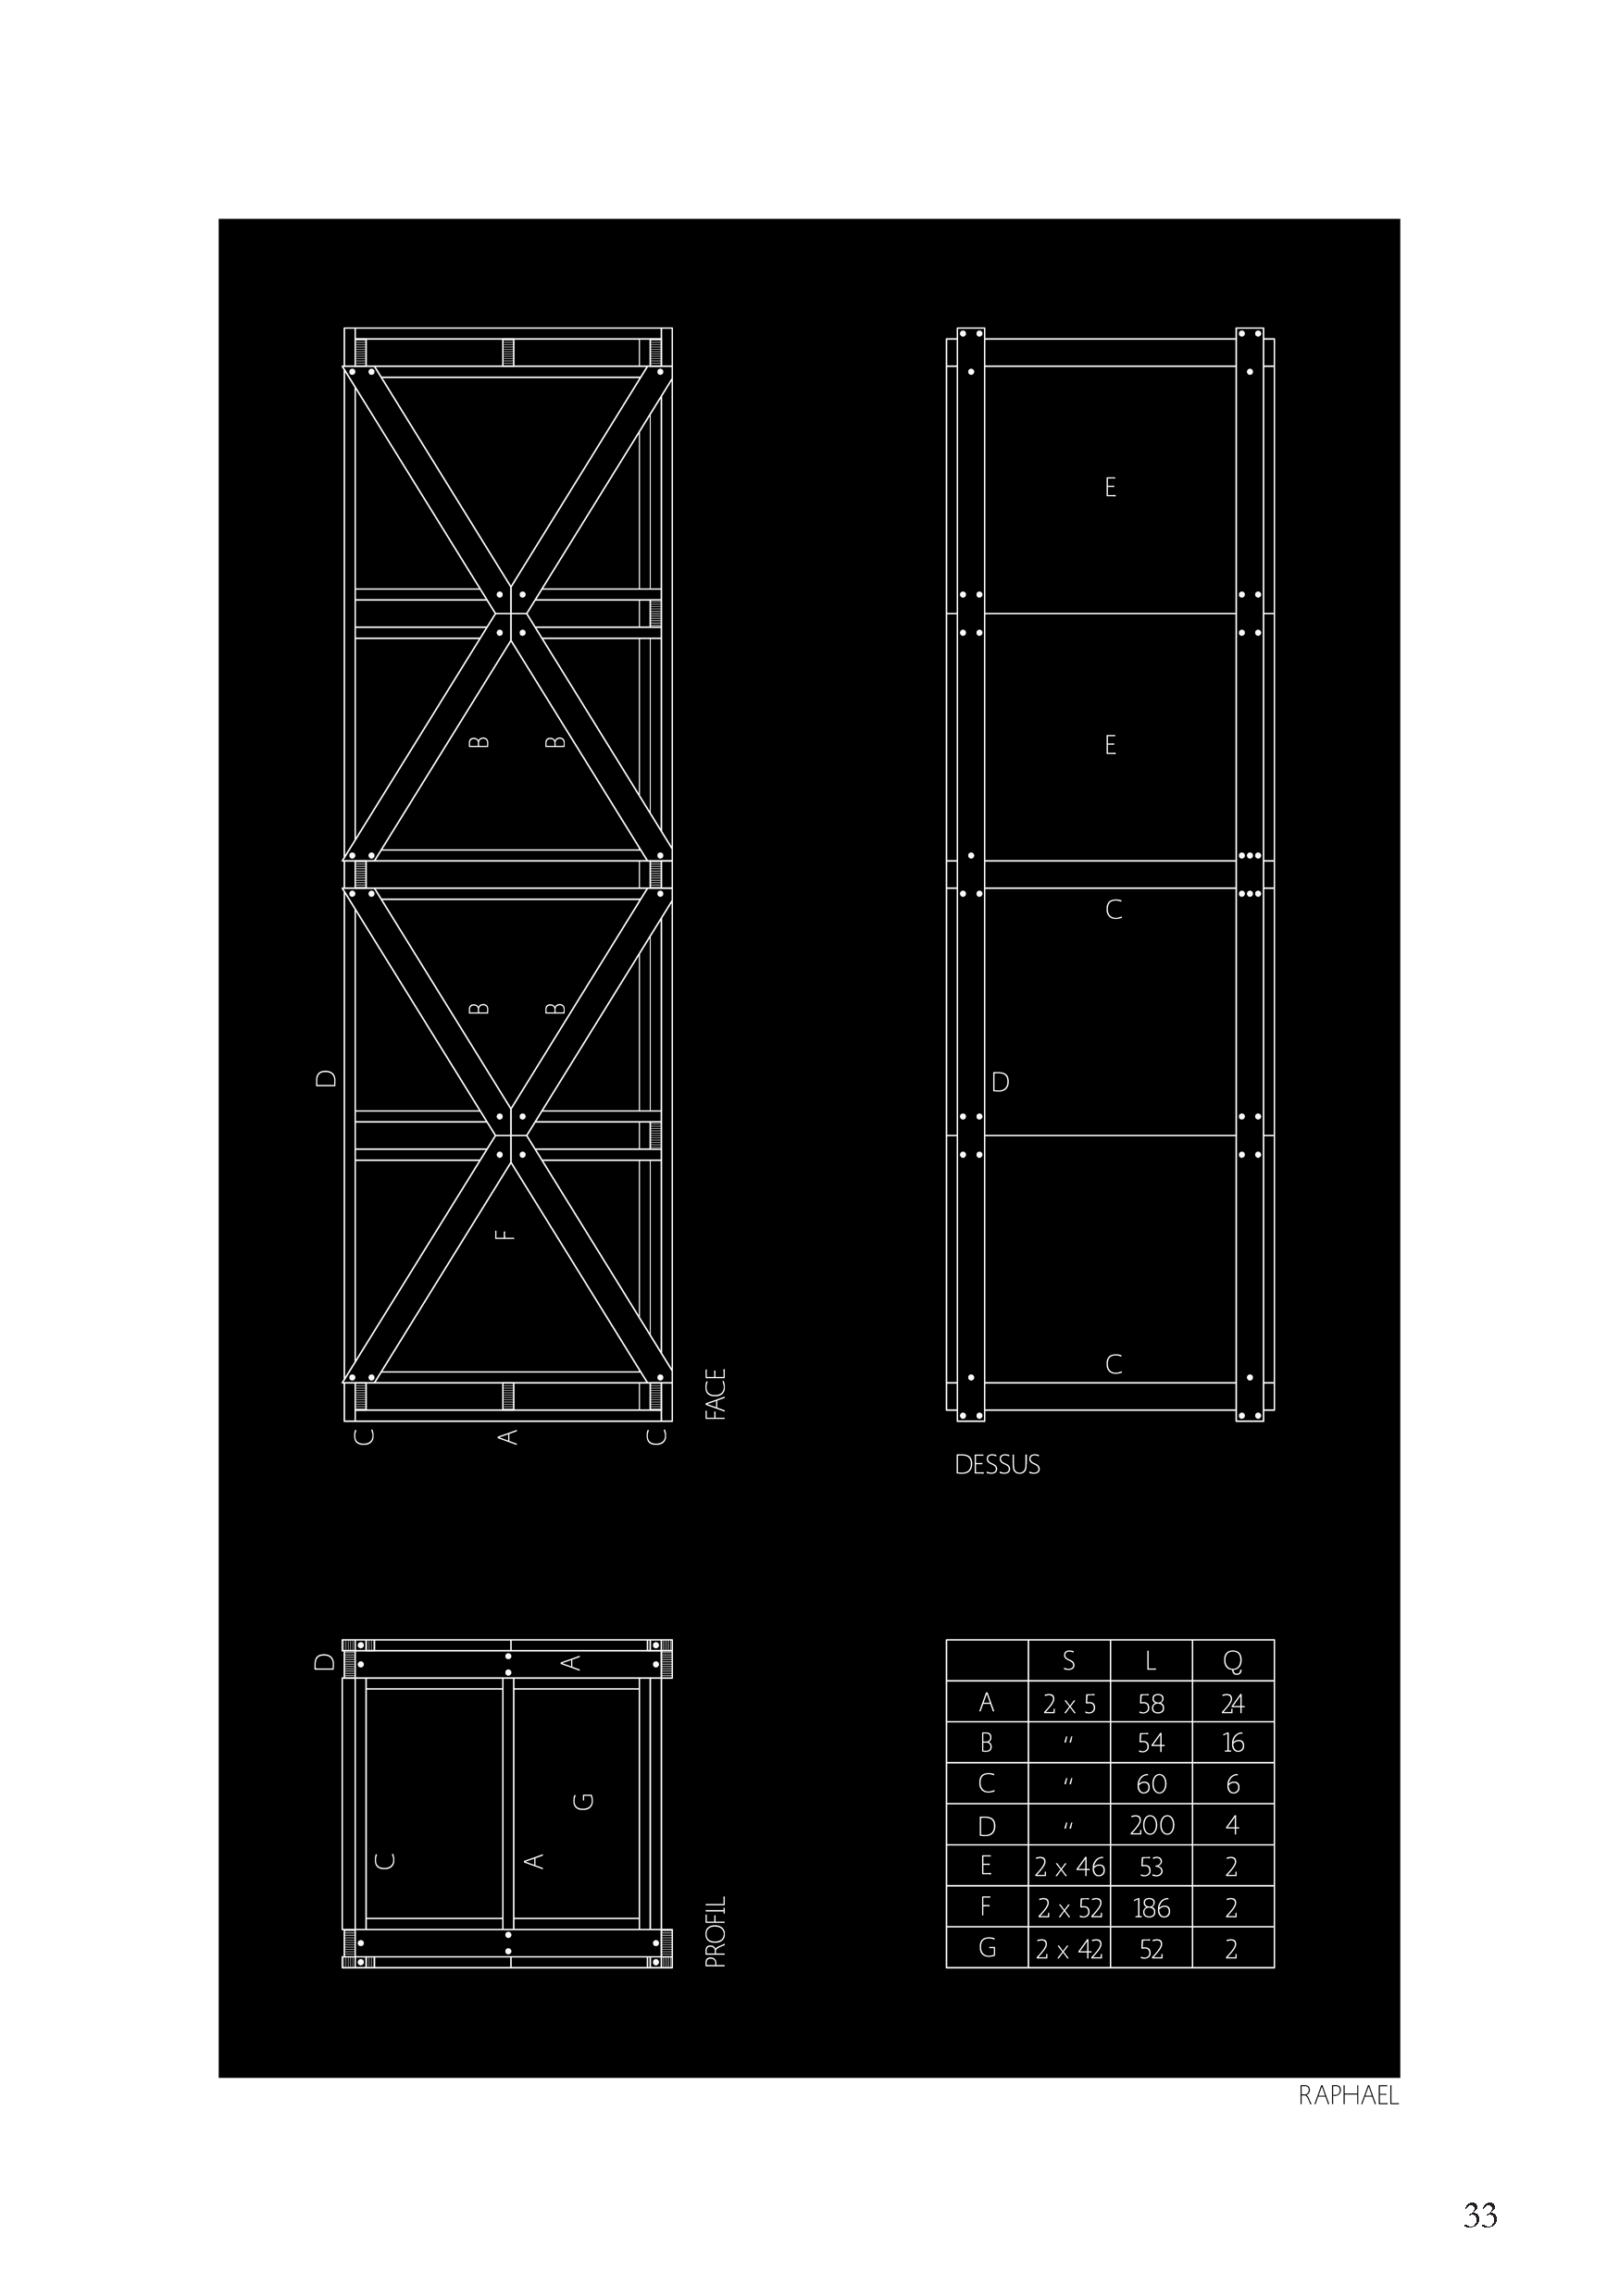 E
B B
E
C
B B
D
D
F
C
FACE
C A C
DESSUS
D A
G
C A
PROFIL
S L Q
A 2 x 5 58 24
B “ 54 16
C “ 60 6
D “ 200 4
E 2 x 46 53 2
F 2 x 52 186 2
G 2 x 42 52 2
RAPHAEL
33